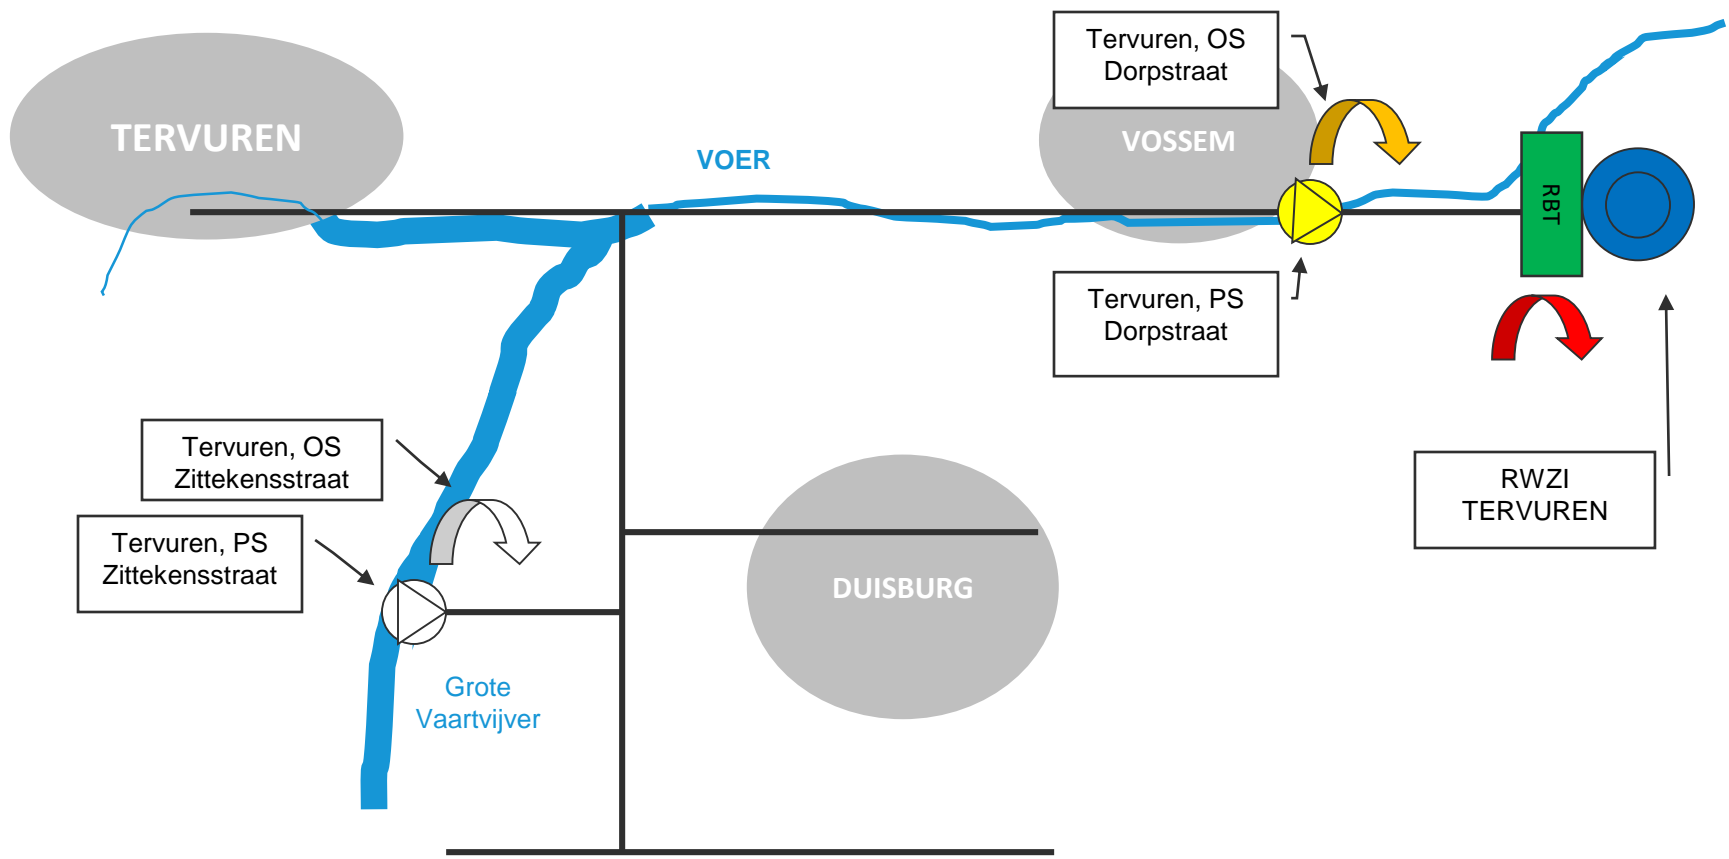 Tervuren, OS
Dorpstraat
TERVUREN
VOER
VOSSEM
RBT
Tervuren, PS
Dorpstraat
Tervuren, OS
Zittekensstraat
RWZI
TERVUREN
Tervuren, PS
Zittekensstraat
DUISBURG
Grote
Vaartvijver